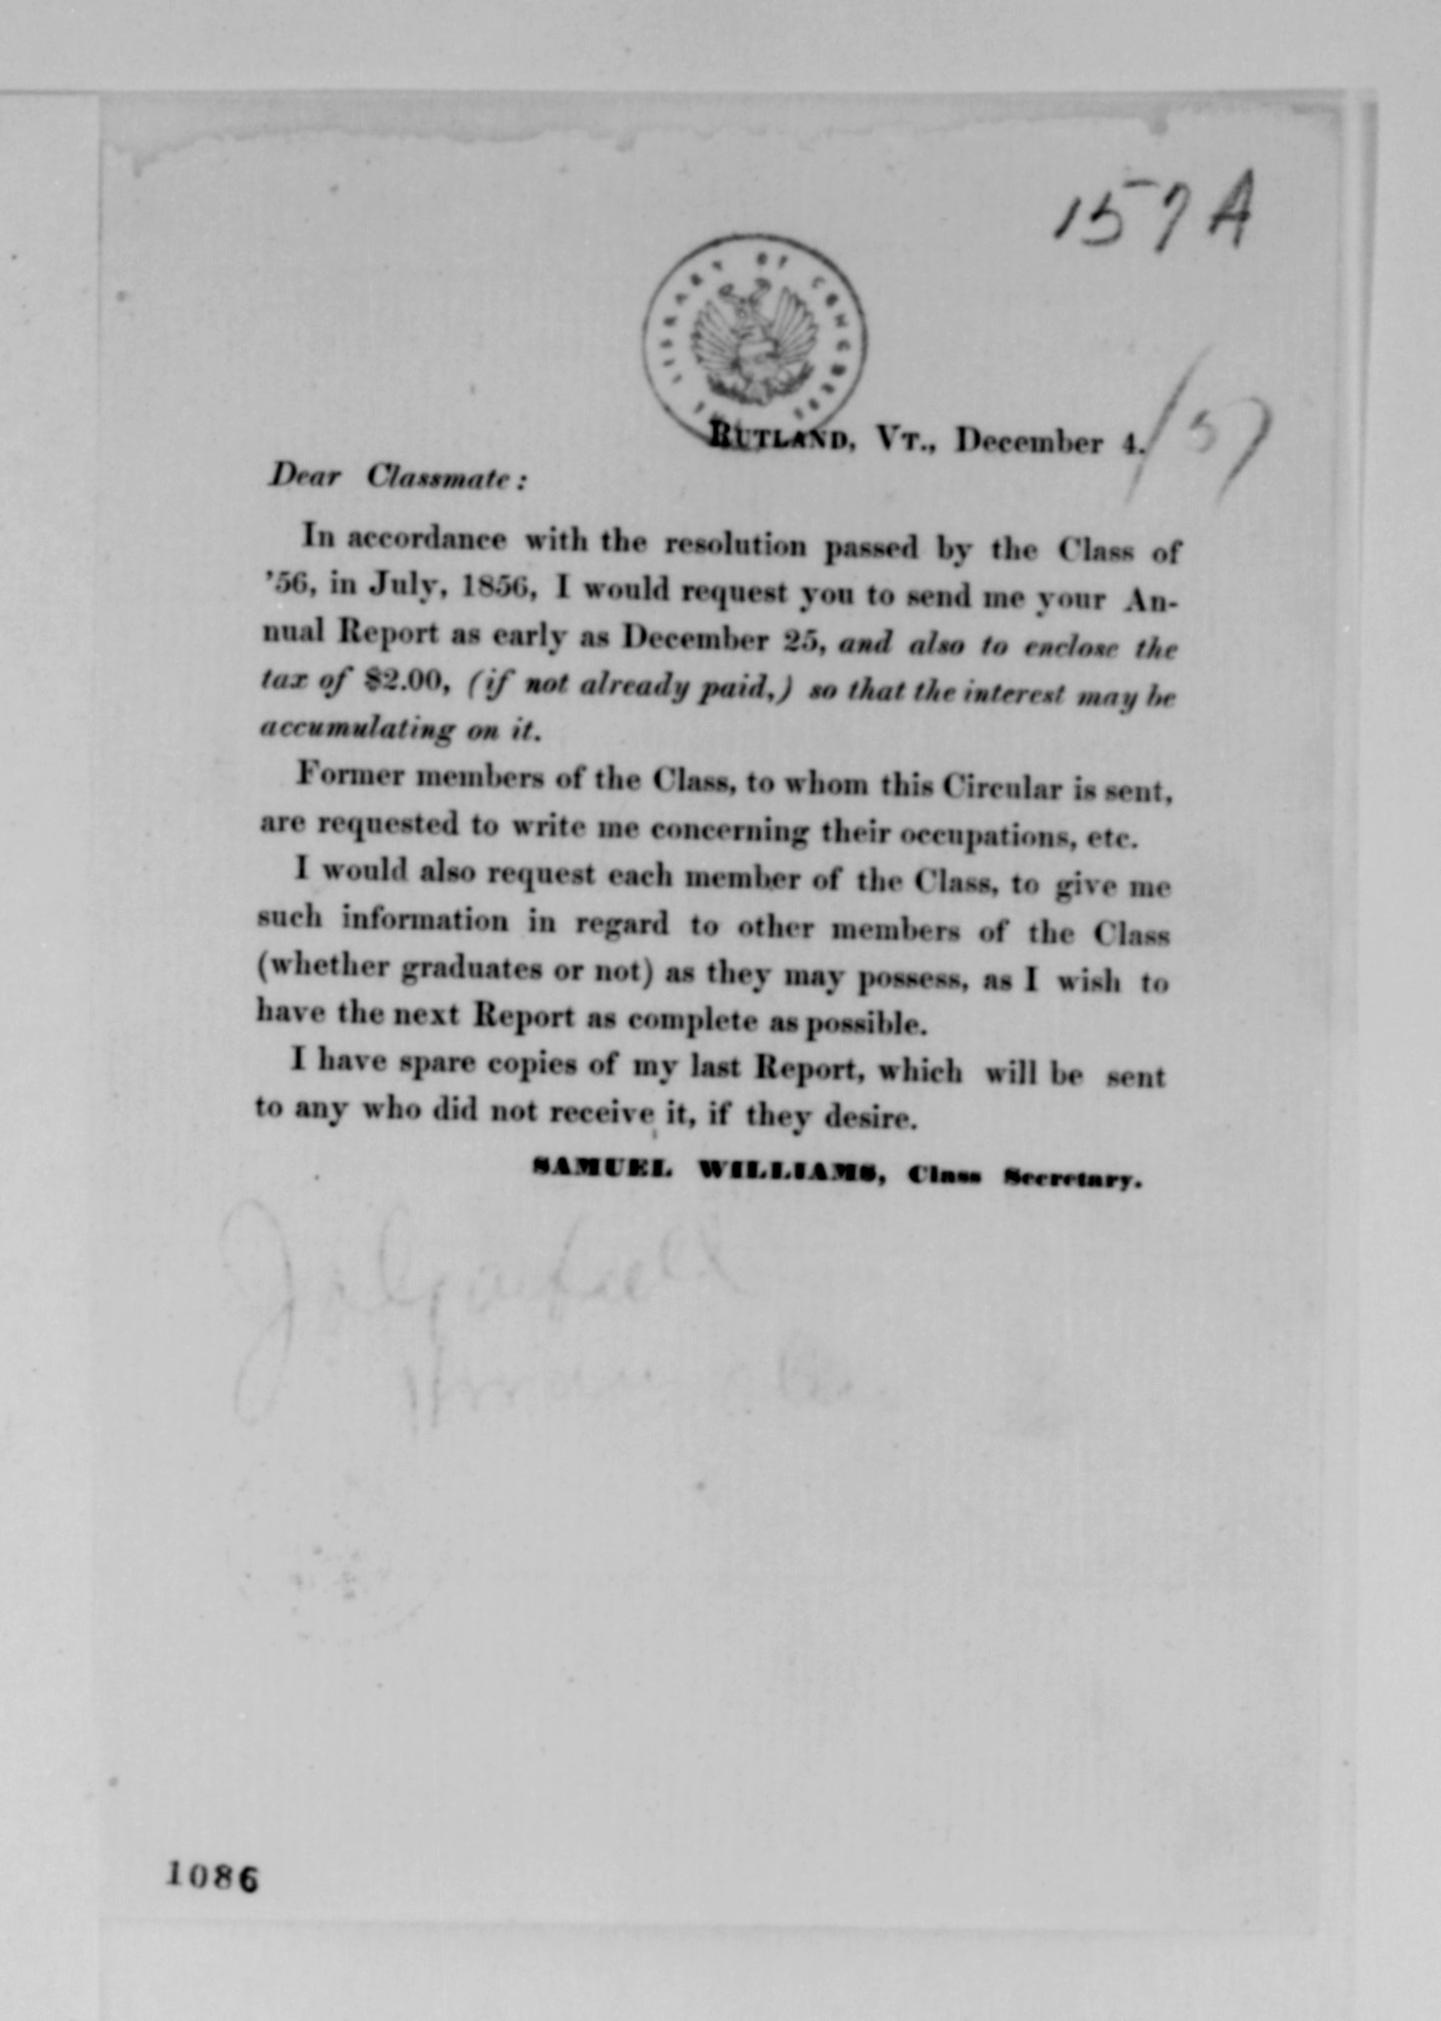 157A
LIBRARY OF CONGRESS
RUTLAND, VT., December 4. /57
Dear Classmate:
In accordance with the resolution passed by the Class of
'56, in July, 1856, I would request you to send me your An-
nual Report as early as December 25, and also to enclose the
tax of $2.00, (if not already paid,) so that the interest may be
accumulating on it.
Former members of the Class, to whom this Circular is sent,
are requested to write me concerning their occupations, etc.
I would also request each member of the Class, to give me
such information in regard to other members of the Class
(whether graduates or not) as they may possess, as I wish to
have the next Report as complete as possible.
I have spare copies of my last Report, which will be sent
to any who did not receive it, if they desire.
SAMUEL WILLIAMS, Class Secretary.
1086